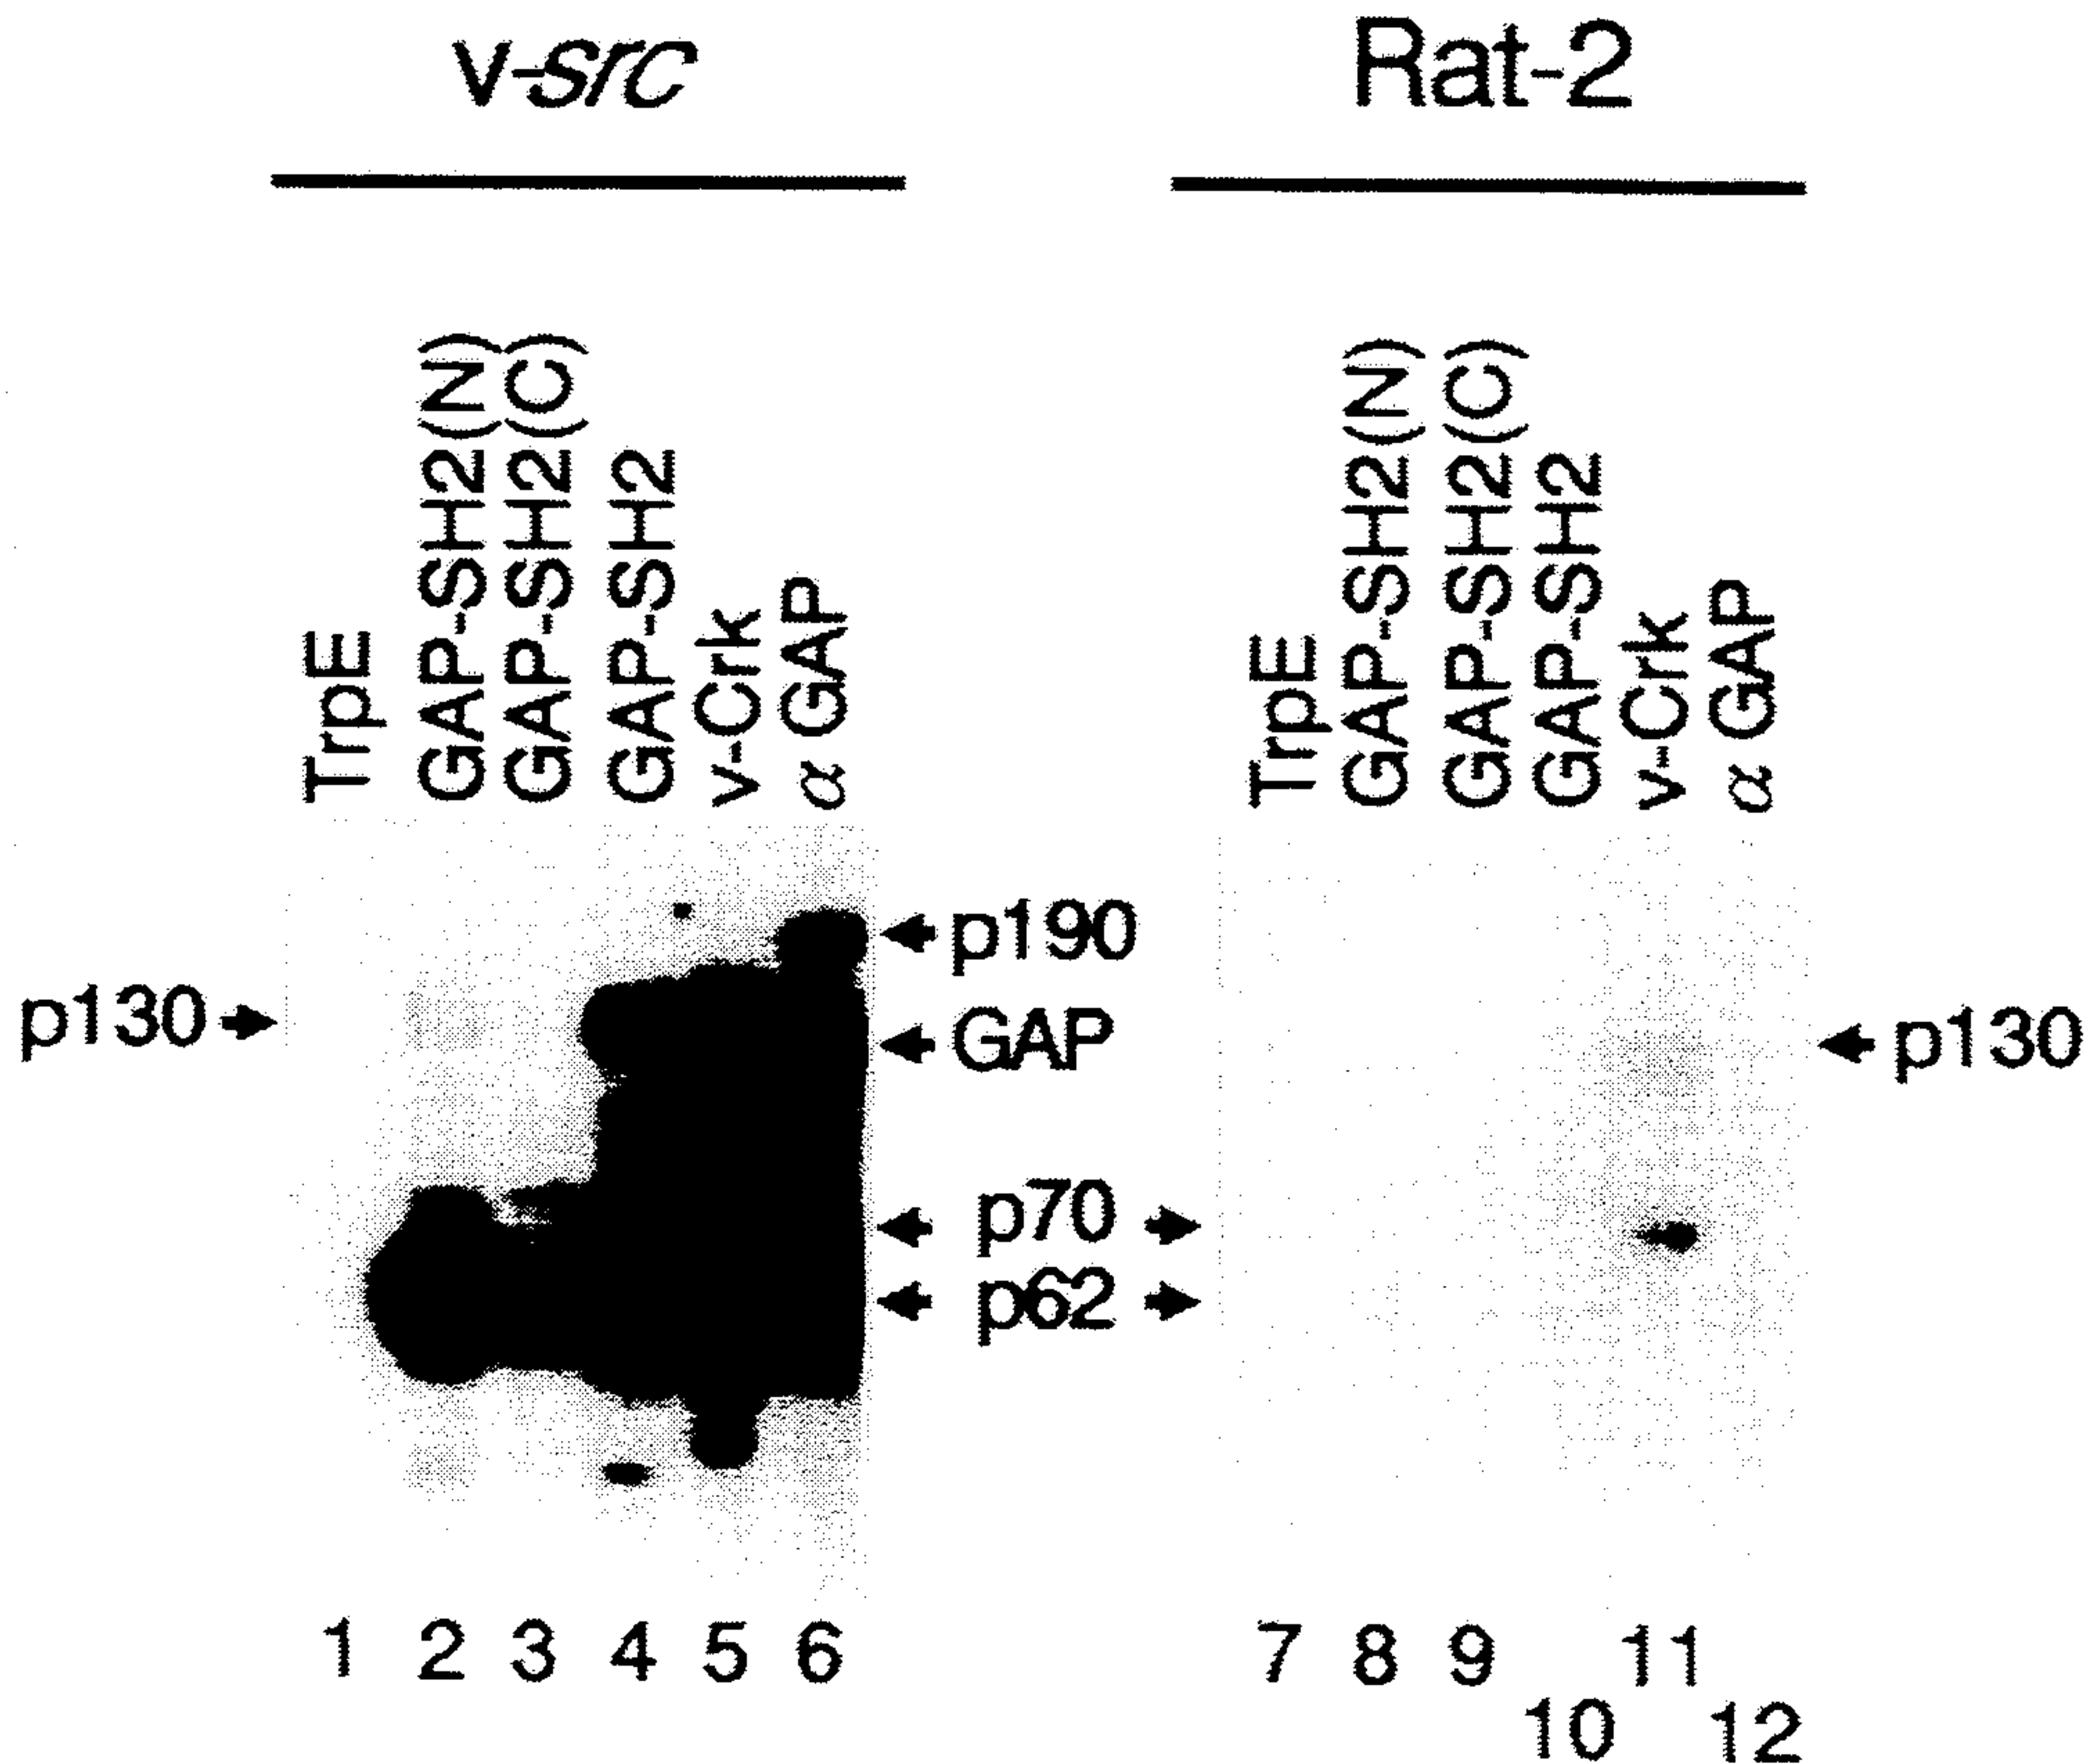 v-src
Rat-2
TrpE
GAP-SH2(N)
GAP-SH2(C)
GAP-SH2
v-Crk
α GAP
TrpE
GAP-SH2(N)
GAP-SH2(C)
GAP-SH2
v-Crk
α GAP
p190
p130
GAP
p130
p70
p62
1 2 3 4 5 6
7 8 9 11
10 12